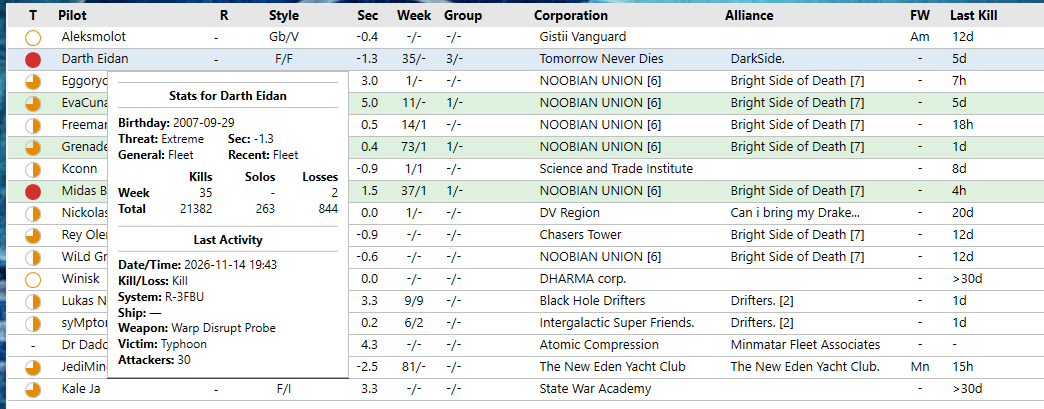 T Pilot R Style Sec Week Group Corporation Alliance FW Last Kill
Aleksmolot - Gb/V -0.4 -/- -/- Gistii Vanguard Am 12d
Darth Eidan - F/F -1.3 35/- 3/- Tomorrow Never Dies DarkSide. - 5d
Eggoryc 3.0 1/- -/- NOOBIAN UNION [6] Bright Side of Death [7] - 7h
EvaCuna 5.0 11/- 1/- NOOBIAN UNION [6] Bright Side of Death [7] - 5d
Freemar 0.5 14/1 -/- NOOBIAN UNION [6] Bright Side of Death [7] - 18h
Grenade 0.4 73/1 1/- NOOBIAN UNION [6] Bright Side of Death [7] - 1d
Kconn -0.9 1/1 -/- Science and Trade Institute - 8d
Midas B 1.5 37/1 1/- NOOBIAN UNION [6] Bright Side of Death [7] - 4h
Nickolas 0.0 1/- -/- DV Region Can i bring my Drake... - 20d
Rey Ole -0.9 -/- -/- Chasers Tower Bright Side of Death [7] - 12d
WiLd Gr -0.6 -/- -/- NOOBIAN UNION [6] Bright Side of Death [7] - 12d
Winisk 0.0 -/- -/- DHARMA corp. - >30d
Lukas N 3.3 9/9 -/- Black Hole Drifters Drifters. [2] - 1d
syMpto 0.2 6/2 -/- Intergalactic Super Friends. Drifters. [2] - 1d
- Dr Dadd 4.3 -/- -/- Atomic Compression Minmatar Fleet Associates - -
JediMin -2.5 81/- -/- The New Eden Yacht Club The New Eden Yacht Club. Mn 15h
Kale Ja - F/I 3.3 -/- -/- State War Academy - >30d
Stats for Darth Eidan
Birthday: 2007-09-29
Threat: Extreme Sec: -1.3
General: Fleet Recent: Fleet
Kills Solos Losses
Week 35 - 2
Total 21382 263 844
Last Activity
Date/Time: 2026-11-14 19:43
Kill/Loss: Kill
System: R-3FBU
Ship: —
Weapon: Warp Disrupt Probe
Victim: Typhoon
Attackers: 30